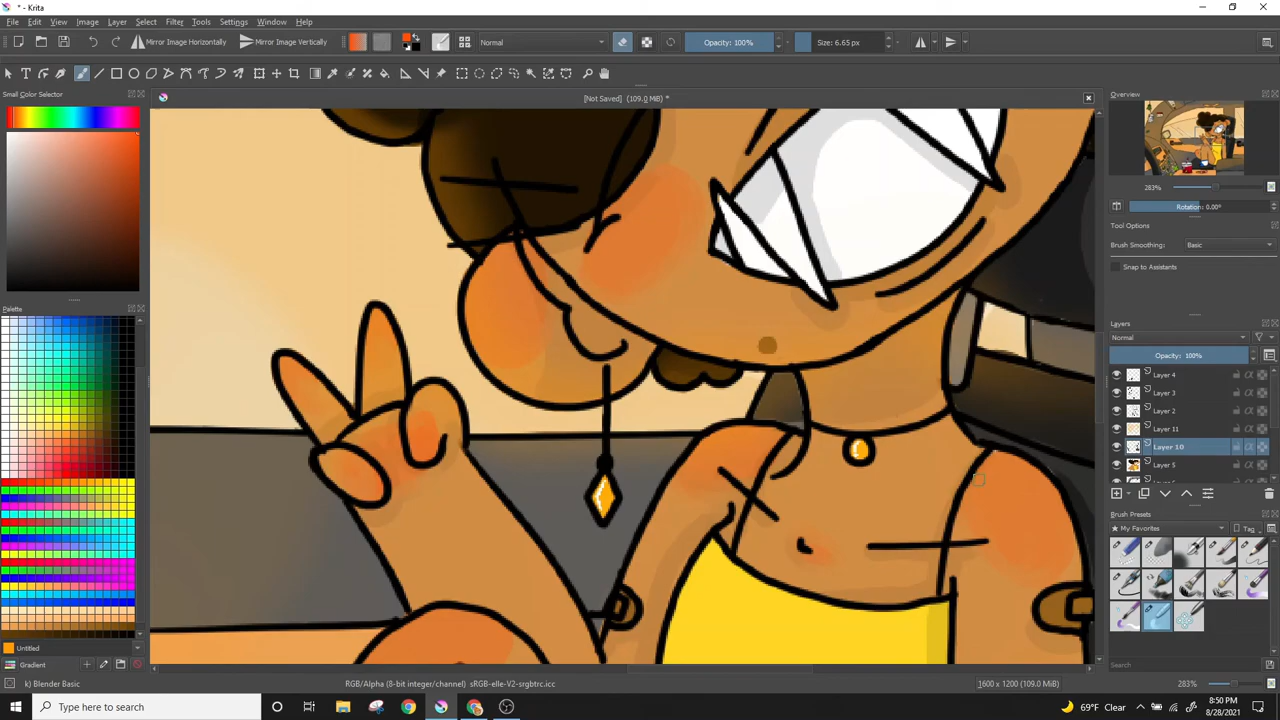 * - Krita
File Edit View Image Layer Select Filter Tools Settings Window Help
Mirror Image Horizontally Mirror Image Vertically Normal Opacity: 100% Size: 6.65 px
Small Color Selector
[Not Saved] (109.0 MiB) *
Overview
283%
Rotation: 0.00°
Tool Options
Brush Smoothing: Basic
Snap to Assistants
Palette
Layers
Normal
Opacity: 100%
Layer 4
Layer 3
Layer 2
Layer 11
Layer 10
Layer 5
Brush Presets
My Favorites Tag
Untitled
Gradient
Search
k) Blender Basic
RGB/Alpha (8-bit integer/channel) sRGB-elle-V2-srgbtrc.icc
1600 x 1200 (109.0 MiB)
283%
Type here to search
69°F Clear
8:50 PM
8/28/2021